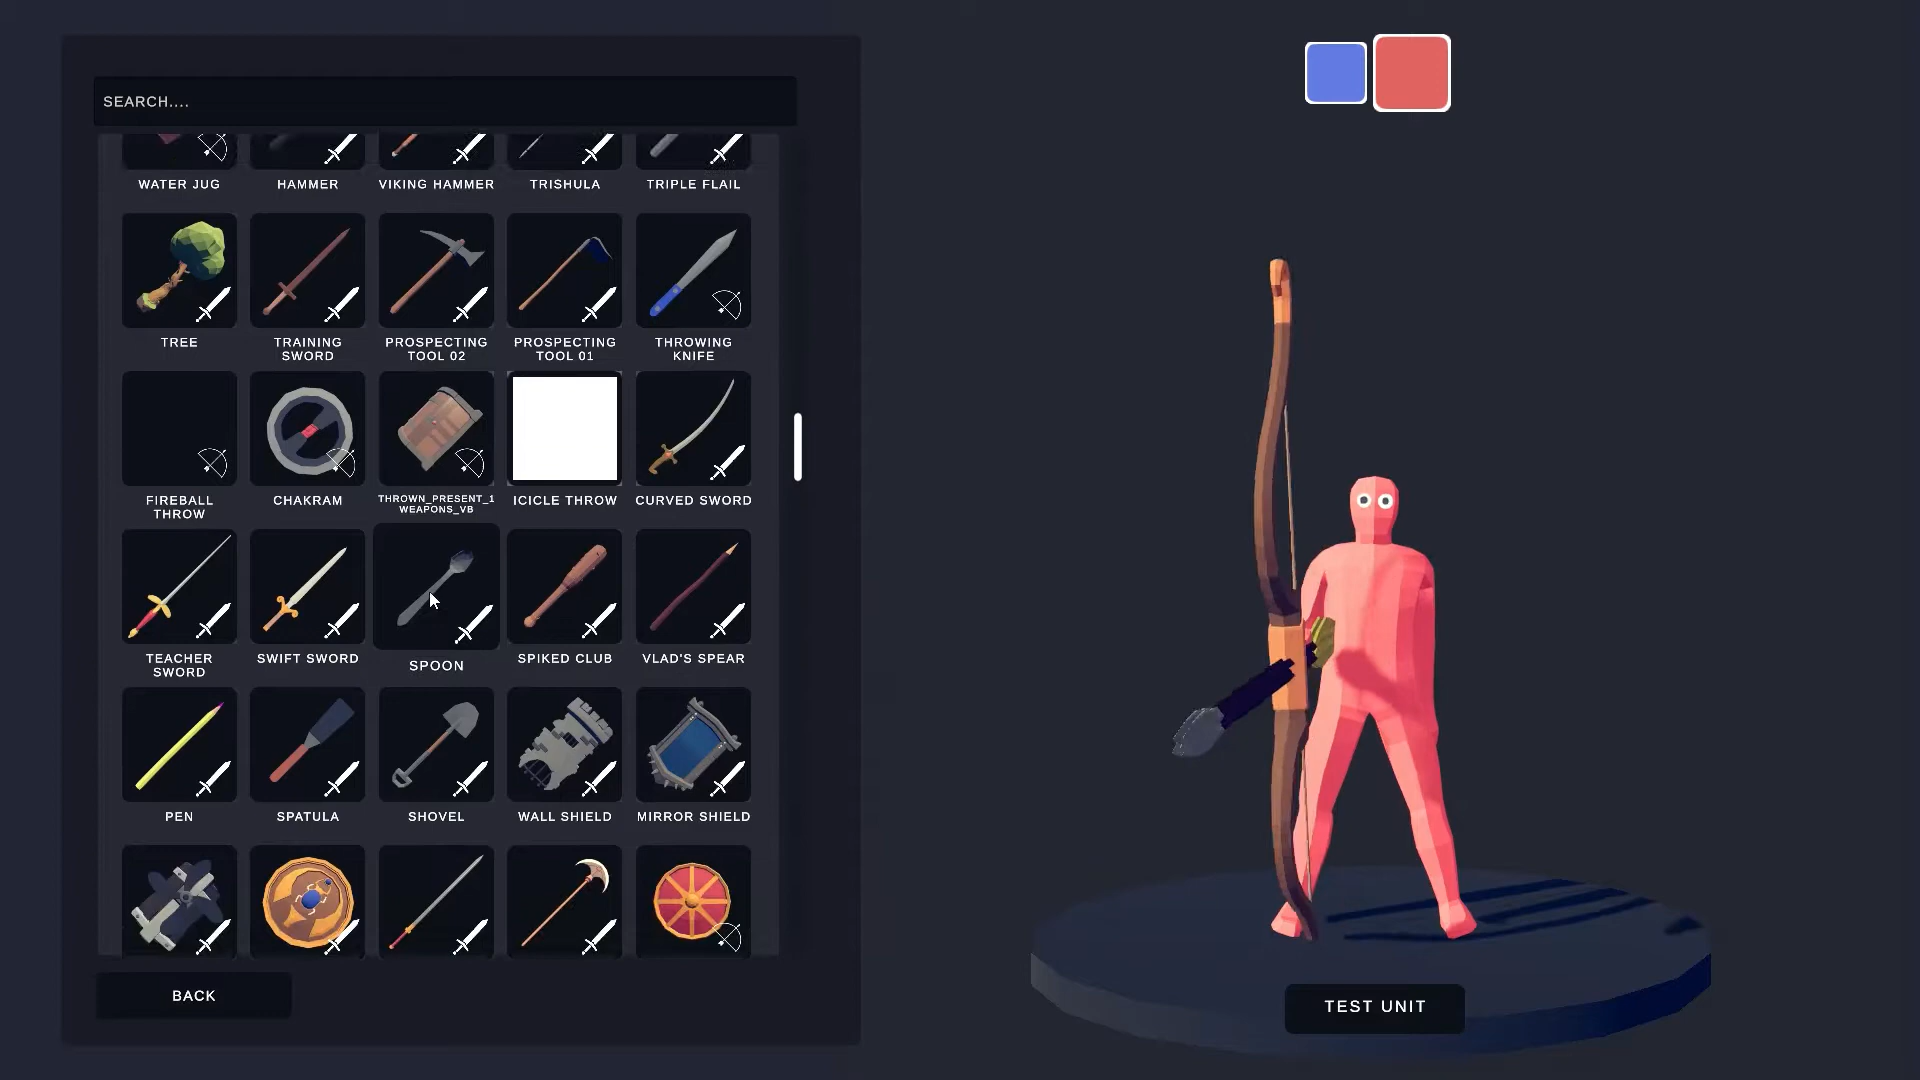 SEARCH....
WATER JUG
HAMMER
VIKING HAMMER
TRISHULA
TRIPLE FLAIL
TREE
TRAINING
SWORD
PROSPECTING
TOOL 02
PROSPECTING
TOOL 01
THROWING
KNIFE
FIREBALL
THROW
CHAKRAM
THROWN_PRESENT_1
WEAPONS_VB
ICICLE THROW
CURVED SWORD
TEACHER
SWORD
SWIFT SWORD
SPOON
SPIKED CLUB
VLAD'S SPEAR
PEN
SPATULA
SHOVEL
WALL SHIELD
MIRROR SHIELD
BACK
TEST UNIT